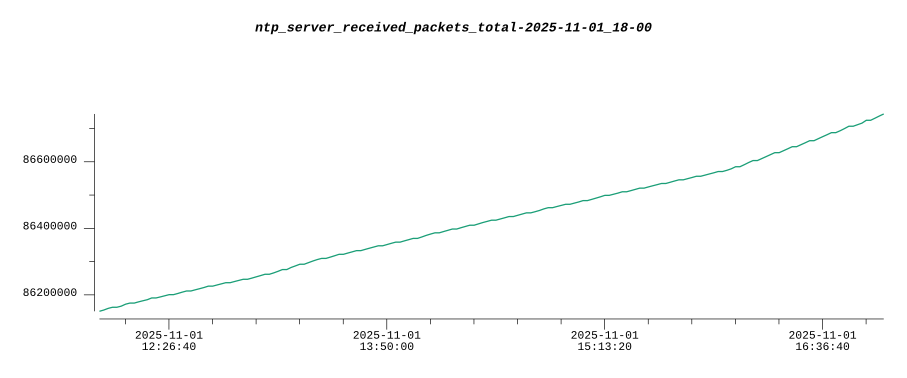 ntp_server_received_packets_total-2025-11-01_18-00
86600000
86400000
86200000
2025-11-01 2025-11-01 2025-11-01 2025-11-01
12:26:40 13:50:00 15:13:20 16:36:40